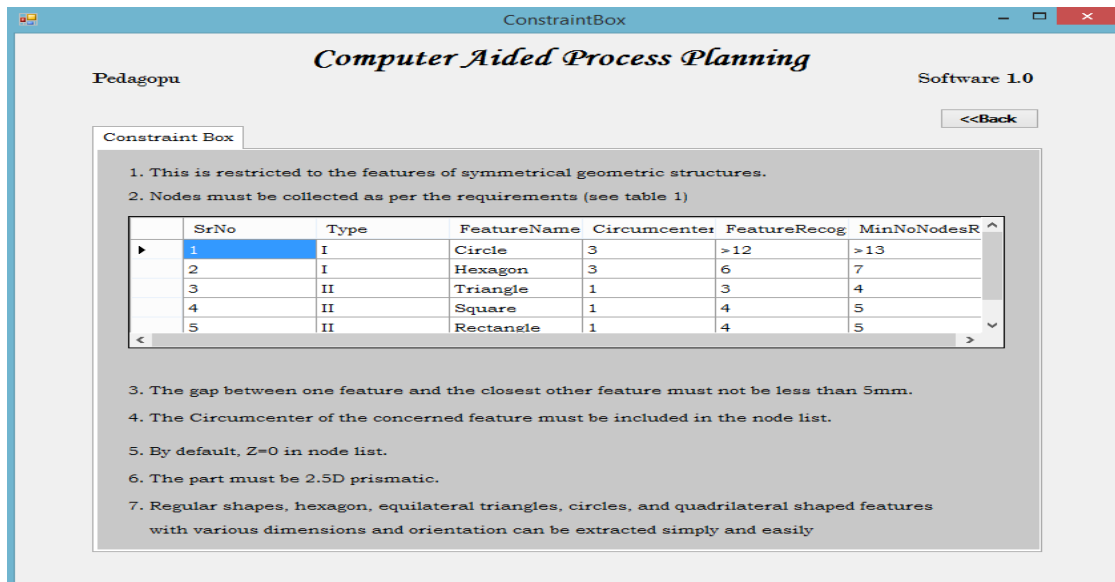 ConstraintBox
Computer Aided Process Planning
Pedagopu
Software 1.0
<<Back
Constraint Box
1. This is restricted to the features of symmetrical geometric structures.
2. Nodes must be collected as per the requirements (see table 1)
SrNo Type FeatureName Circumcenter FeatureRecog MinNoNodesR
1 I Circle 3 >12 >13
2 I Hexagon 3 6 7
3 II Triangle 1 3 4
4 II Square 1 4 5
5 II Rectangle 1 4 5
3. The gap between one feature and the closest other feature must not be less than 5mm.
4. The Circumcenter of the concerned feature must be included in the node list.
5. By default, Z=0 in node list.
6. The part must be 2.5D prismatic.
7. Regular shapes, hexagon, equilateral triangles, circles, and quadrilateral shaped features
with various dimensions and orientation can be extracted simply and easily